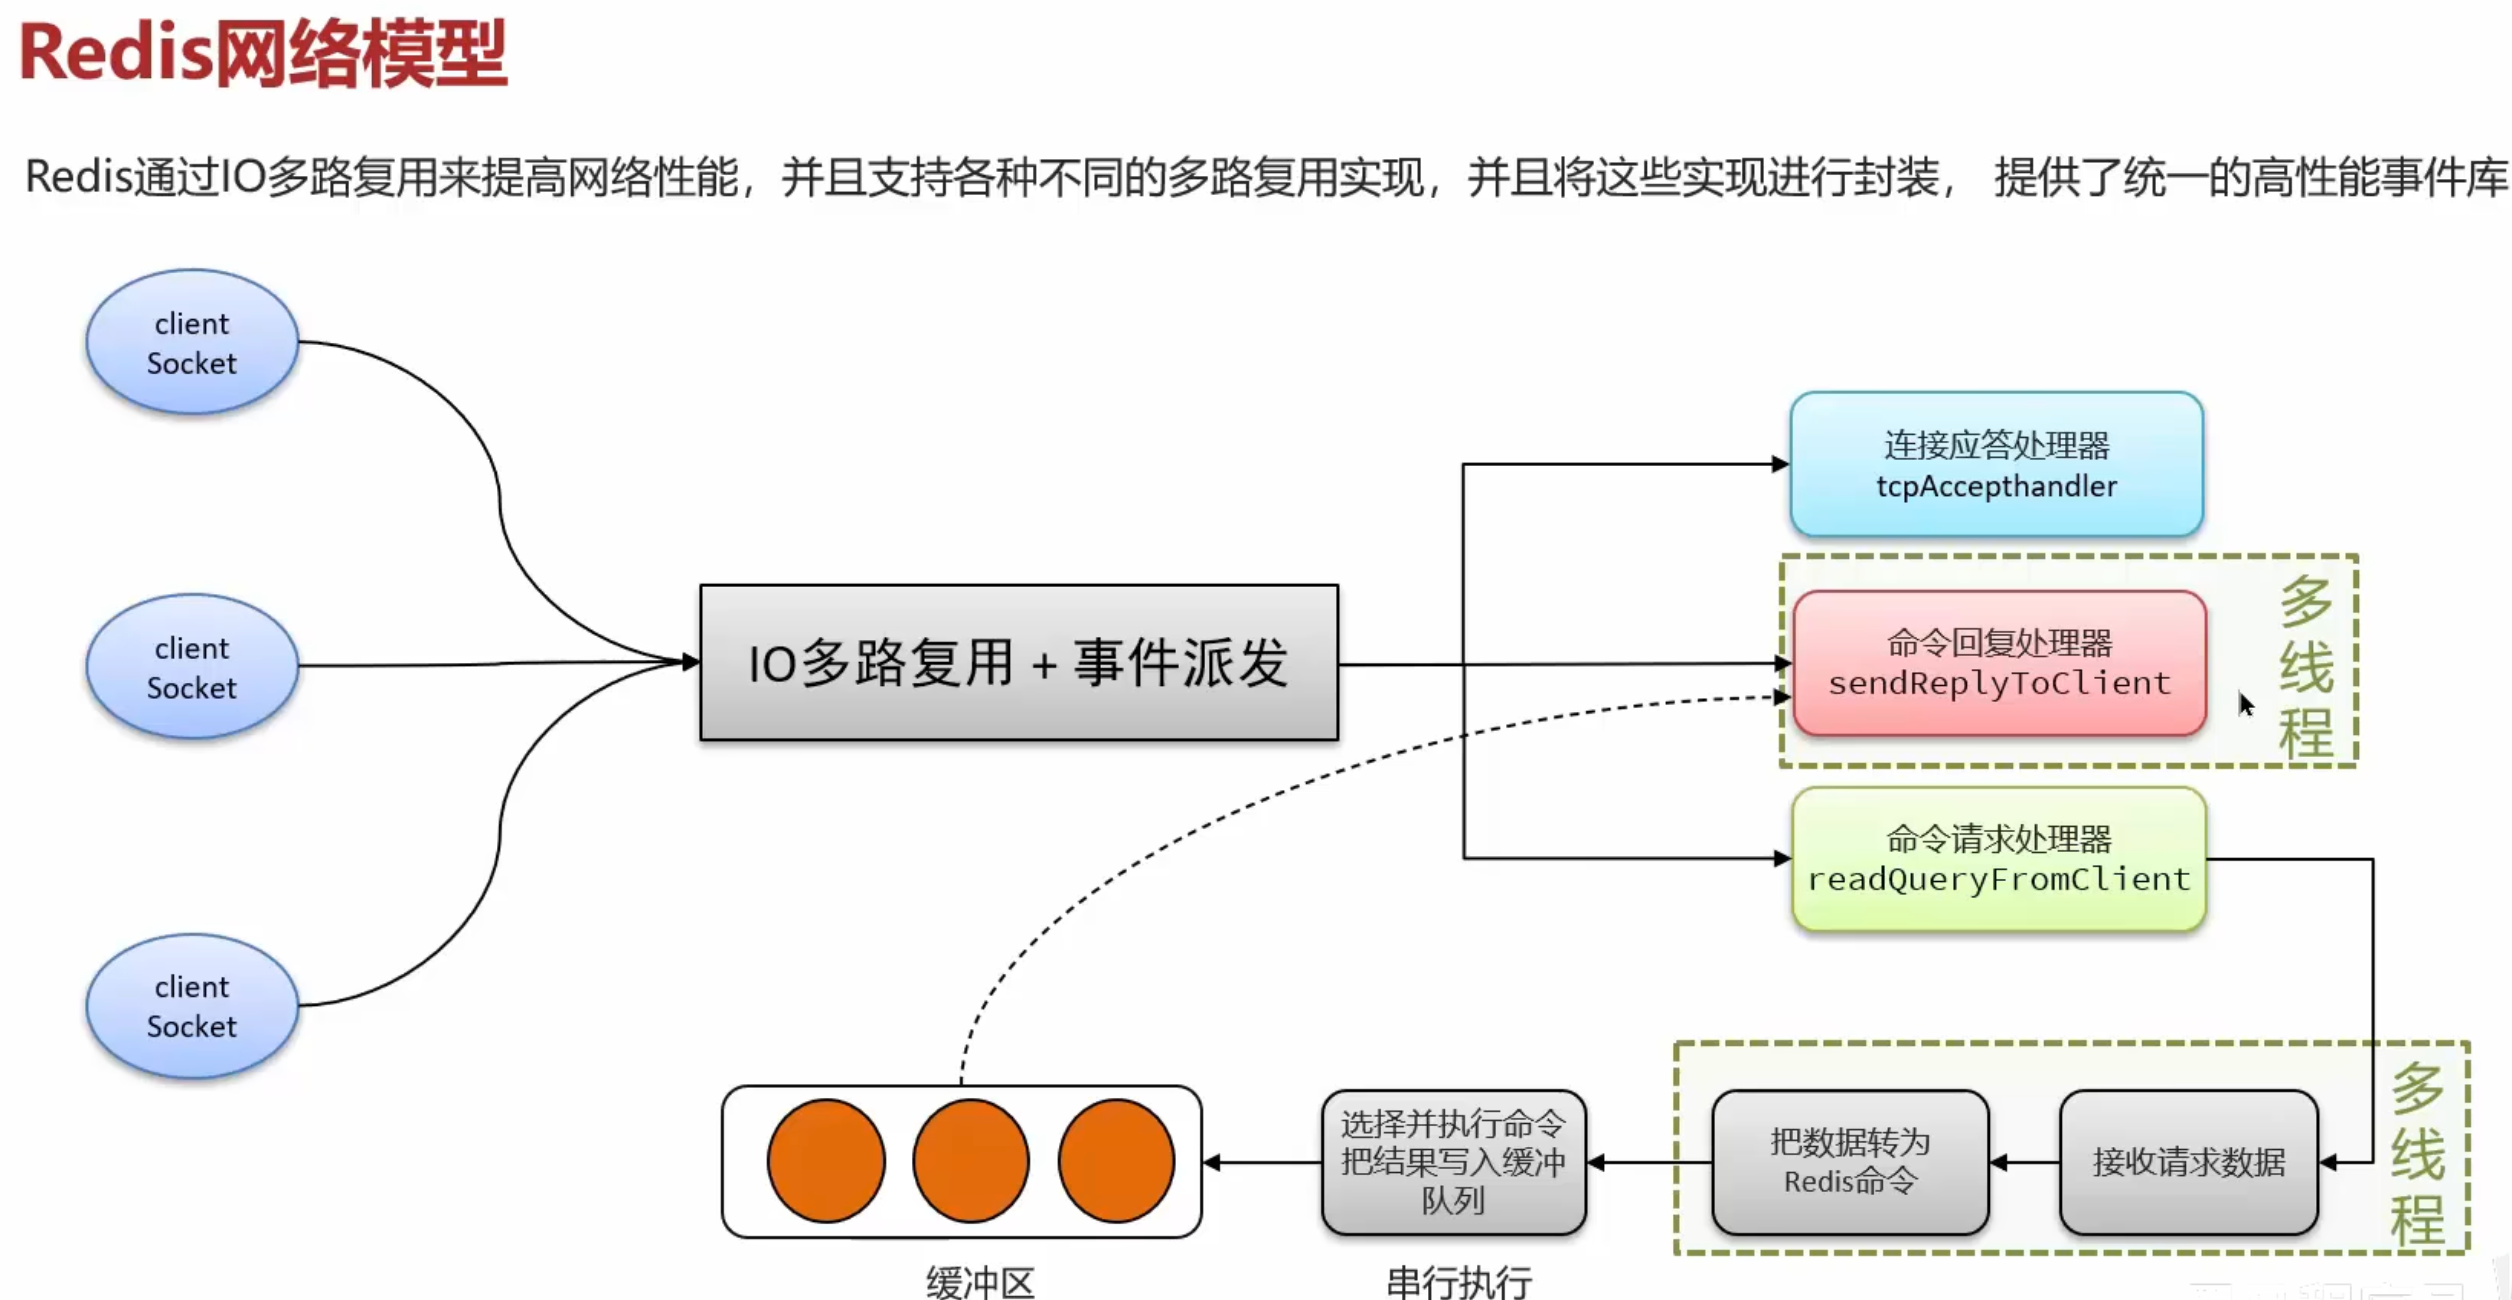 Redis网络模型
Redis通过IO多路复用来提高网络性能，并且支持各种不同的多路复用实现，并且将这些实现进行封装， 提供了统一的高性能事件库
client
Socket
client
Socket
client
Socket
IO多路复用 + 事件派发
连接应答处理器
tcpAccepthandler
命令回复处理器
sendReplyToClient
多线程
命令请求处理器
readQueryFromClient
多线程
接收请求数据
把数据转为
Redis命令
选择并执行命令
把结果写入缓冲
队列
缓冲区
串行执行